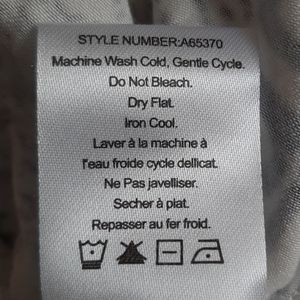 STYLE NUMBER:A65370
Machine Wash Cold, Gentle Cycle.
Do Not Bleach.
Dry Flat.
Iron Cool.
Laver à la machine à
l'eau froide cycle dellicat.
Ne Pas javelliser.
Secher à plat.
Repasser au fer froid.